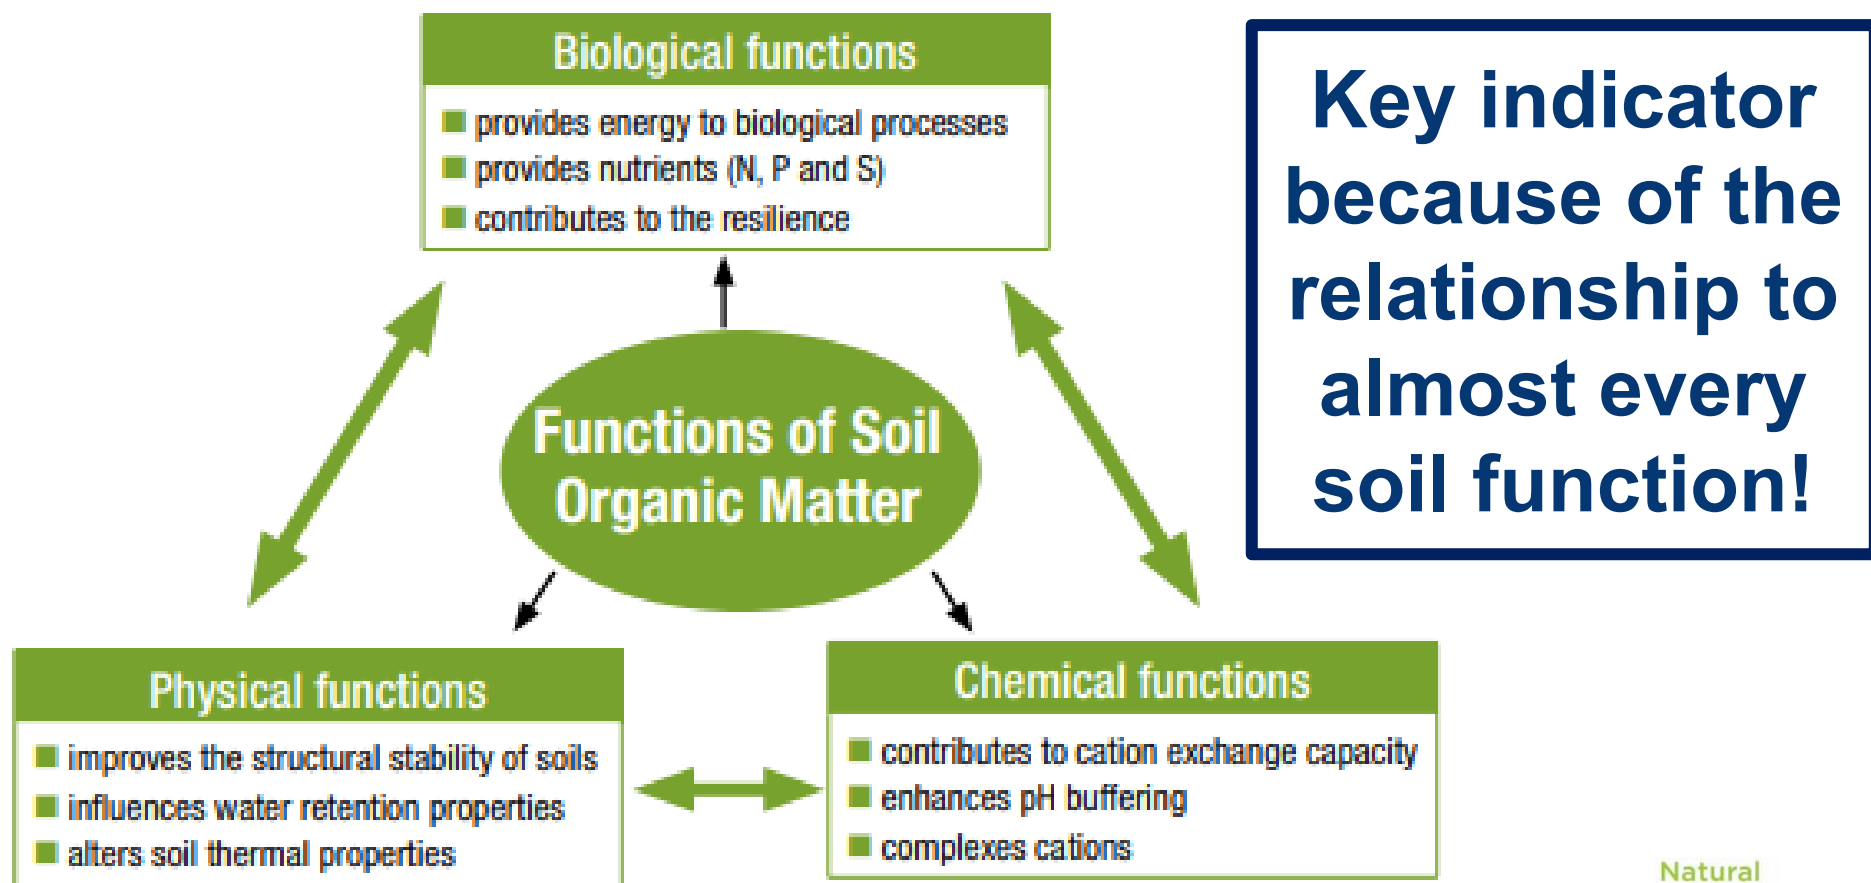 Biological functions
provides energy to biological processes
provides nutrients (N, P and S)
contributes to the resilience
Key indicator
because of the
relationship to
almost every
soil function!
Functions of Soil
Organic Matter
Physical functions
improves the structural stability of soils
influences water retention properties
alters soil thermal properties
Chemical functions
contributes to cation exchange capacity
enhances pH buffering
complexes cations
Natural